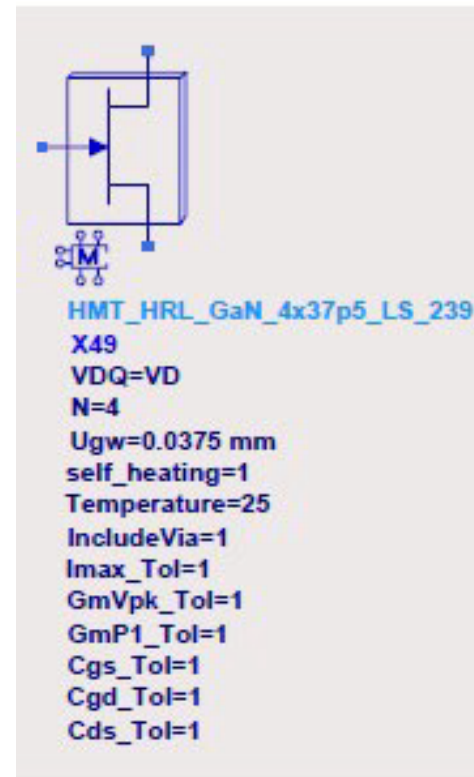 M
HMT_HRL_GaN_4x37p5_LS_239
X49
VDQ=VD
N=4
Ugw=0.0375 mm
self_heating=1
Temperature=25
IncludeVia=1
Imax_Tol=1
GmVpk_Tol=1
GmP1_Tol=1
Cgs_Tol=1
Cgd_Tol=1
Cds_Tol=1